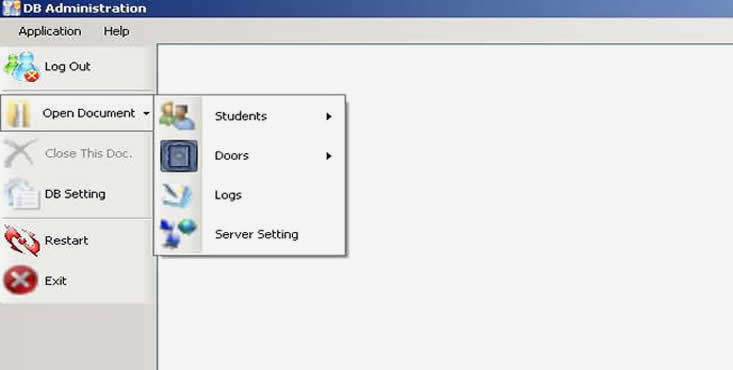 DB Administration
Application Help
Log Out
Open Document
Close This Doc.
DB Setting
Restart
Exit
Students
Doors
Logs
Server Setting